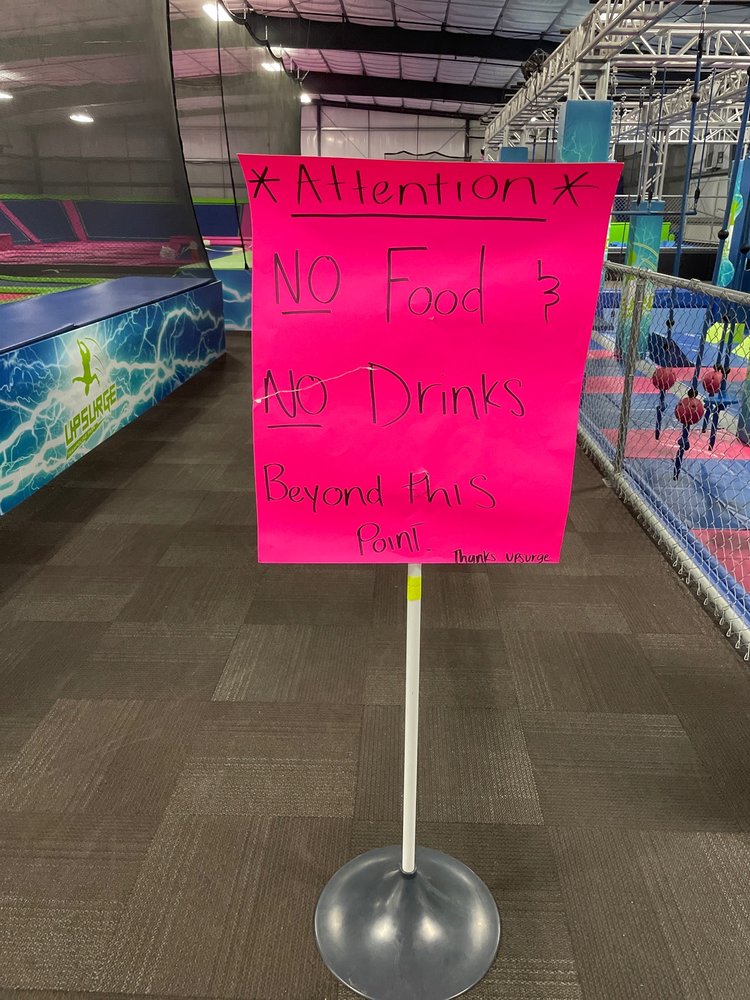 *Attention*
NO Food &
NO Drinks
Beyond this
Point.
Thanks UPSurge
UPSURGE